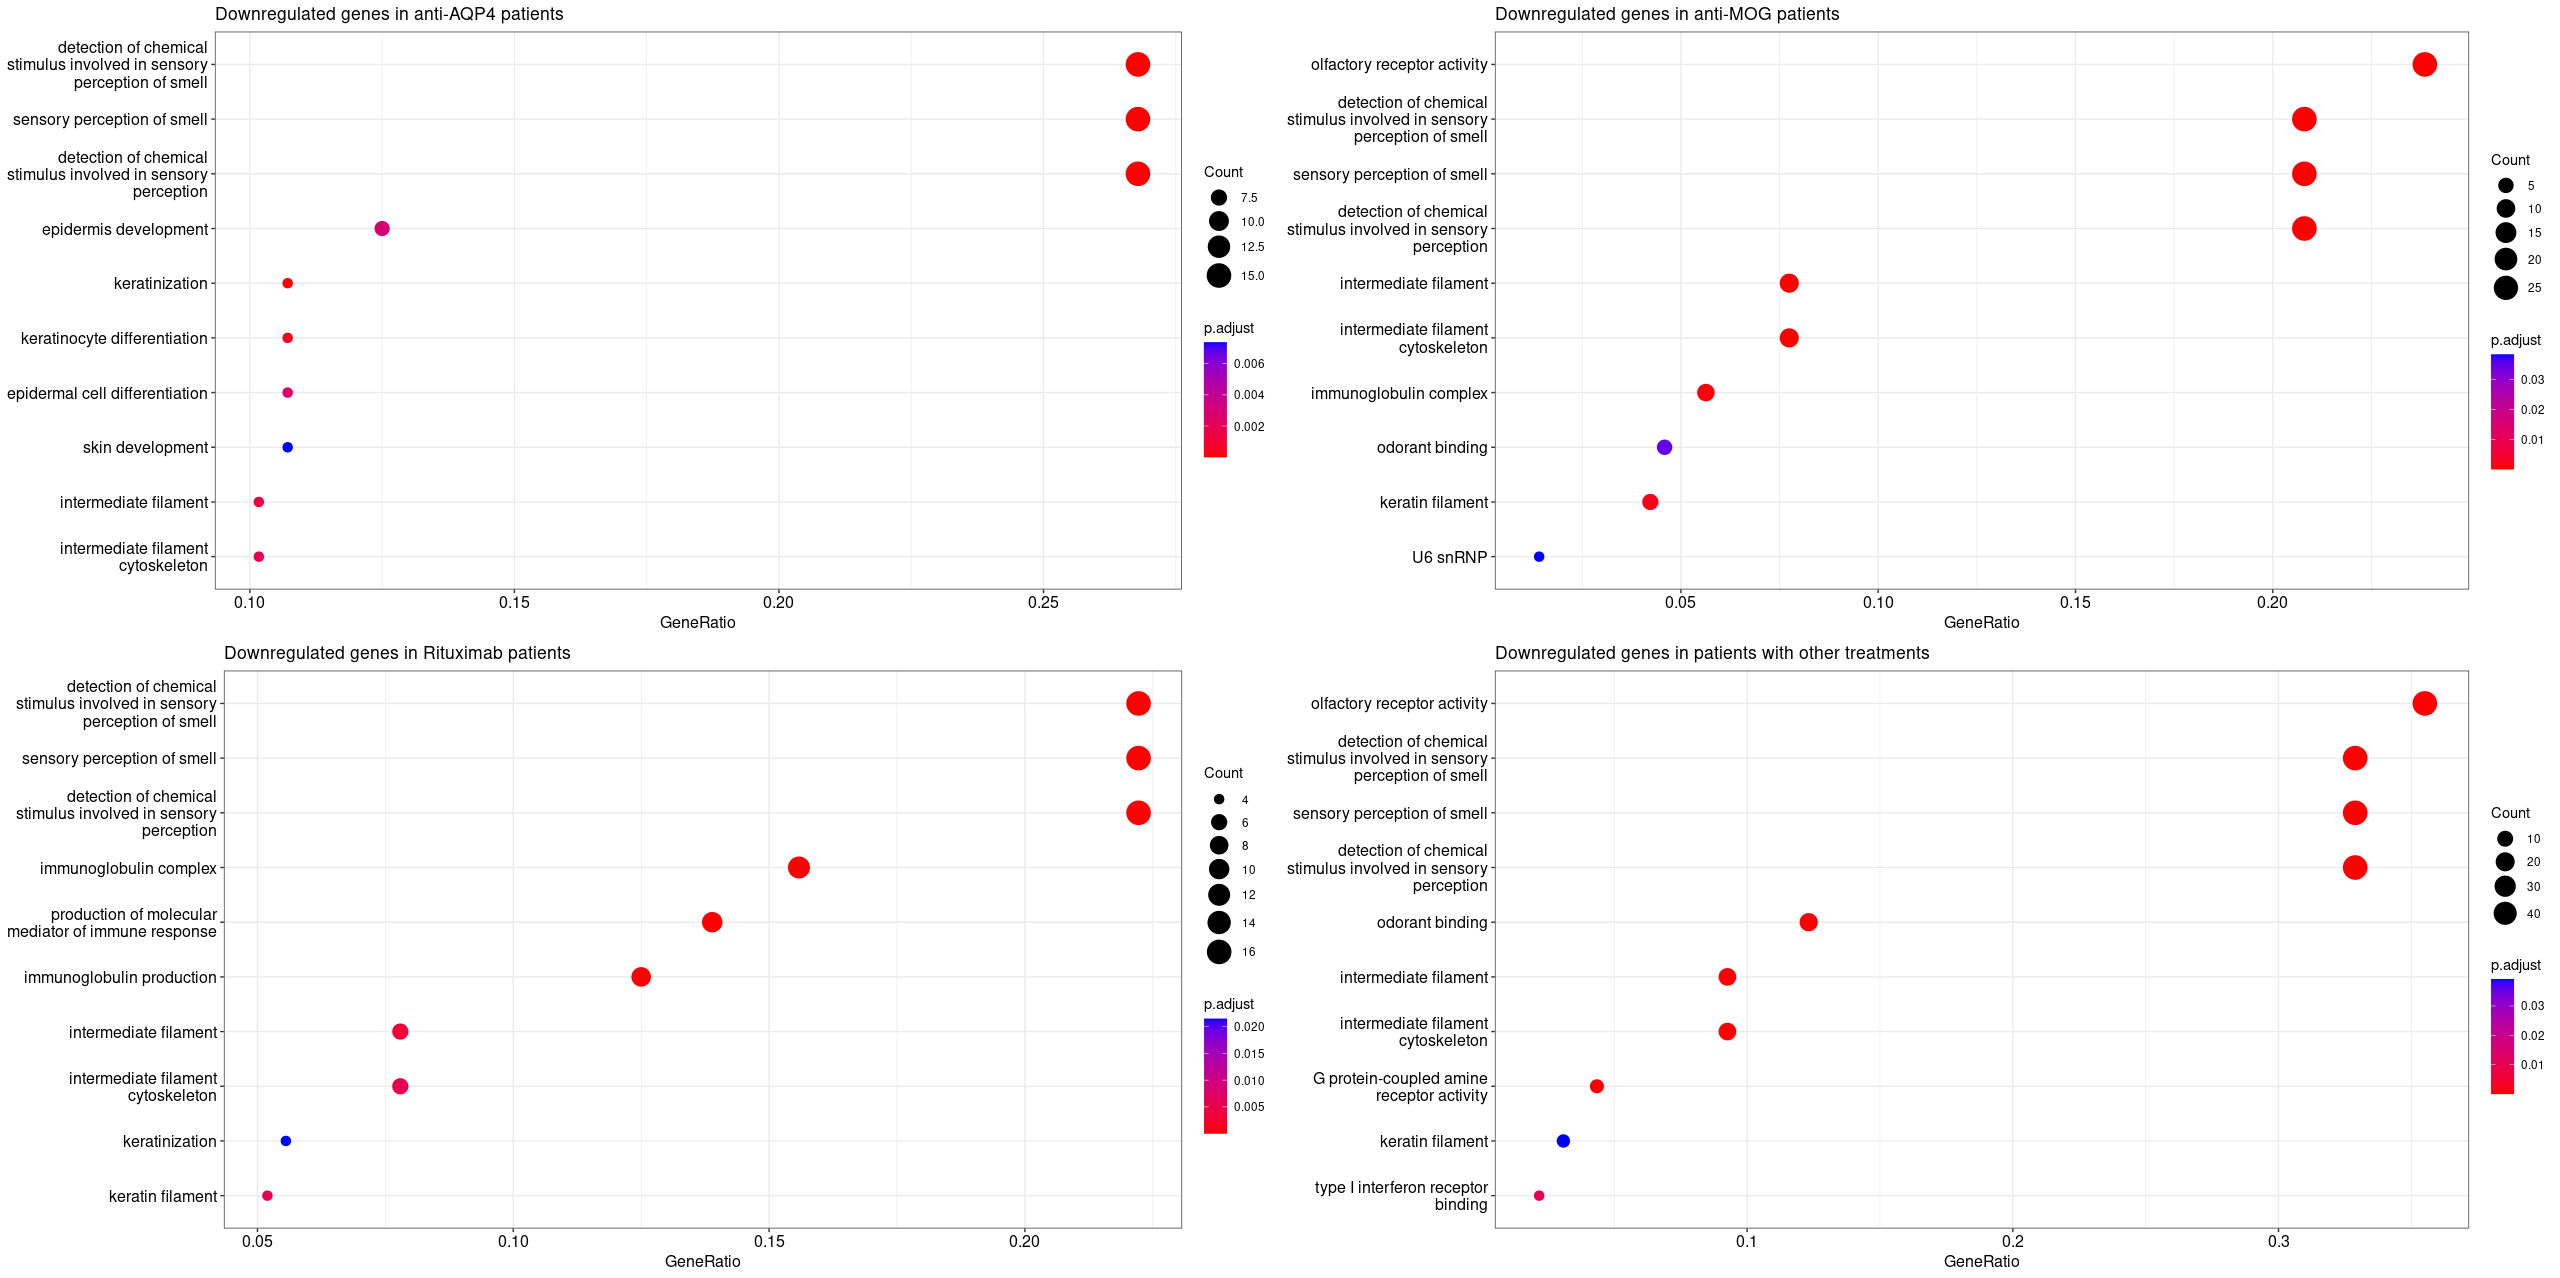 Downregulated genes in anti-AQP4 patients
detection of chemical
stimulus involved in sensory
perception of smell
sensory perception of smell
detection of chemical
stimulus involved in sensory
perception
epidermis development
keratinization
keratinocyte differentiation
epidermal cell differentiation
skin development
intermediate filament
intermediate filament
cytoskeleton
0.10 0.15 0.20 0.25
GeneRatio
Count
7.5
10.0
12.5
15.0
p.adjust
0.006
0.004
0.002
Downregulated genes in anti-MOG patients
olfactory receptor activity
detection of chemical
stimulus involved in sensory
perception of smell
sensory perception of smell
detection of chemical
stimulus involved in sensory
perception
intermediate filament
intermediate filament
cytoskeleton
immunoglobulin complex
odorant binding
keratin filament
U6 snRNP
0.05 0.10 0.15 0.20
GeneRatio
Count
5
10
15
20
25
p.adjust
0.03
0.02
0.01
Downregulated genes in Rituximab patients
detection of chemical
stimulus involved in sensory
perception of smell
sensory perception of smell
detection of chemical
stimulus involved in sensory
perception
immunoglobulin complex
production of molecular
mediator of immune response
immunoglobulin production
intermediate filament
intermediate filament
cytoskeleton
keratinization
keratin filament
0.05 0.10 0.15 0.20
GeneRatio
Count
4
6
8
10
12
14
16
p.adjust
0.020
0.015
0.010
0.005
Downregulated genes in patients with other treatments
olfactory receptor activity
detection of chemical
stimulus involved in sensory
perception of smell
sensory perception of smell
detection of chemical
stimulus involved in sensory
perception
odorant binding
intermediate filament
intermediate filament
cytoskeleton
G protein-coupled amine
receptor activity
keratin filament
type I interferon receptor
binding
0.1 0.2 0.3
GeneRatio
Count
10
20
30
40
p.adjust
0.03
0.02
0.01